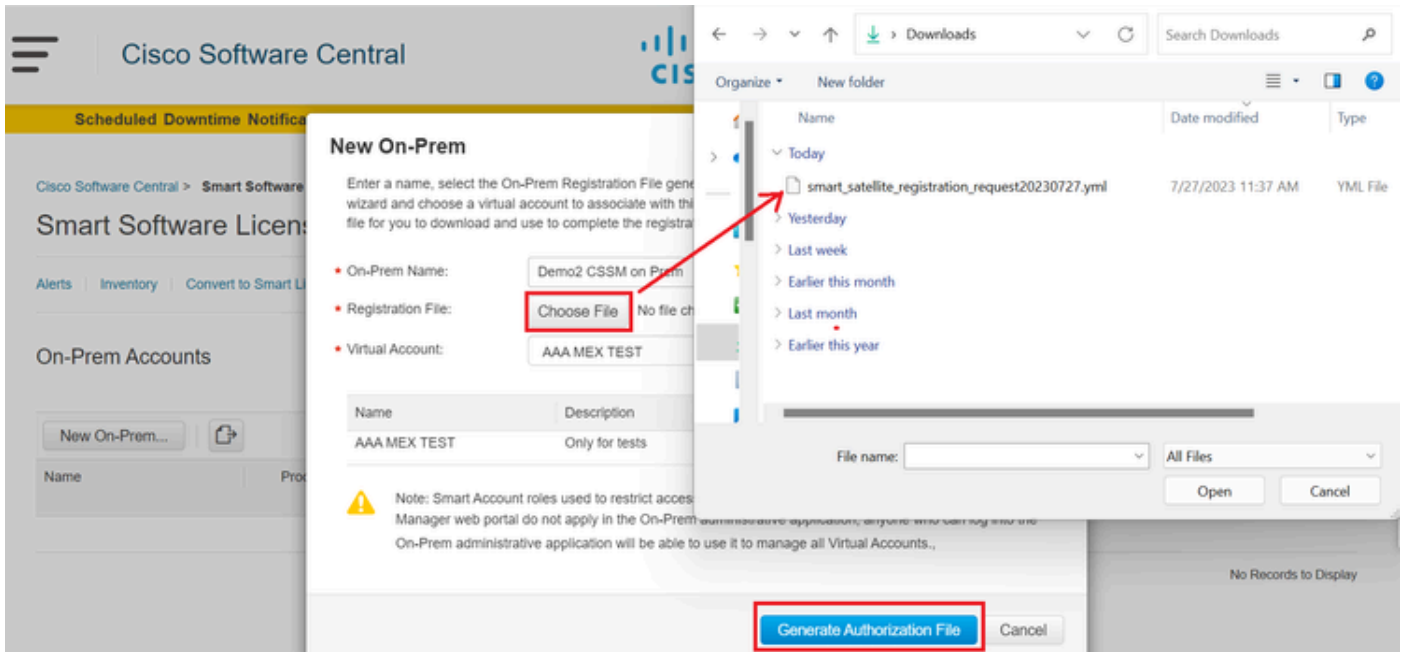 Cisco Software Central
Scheduled Downtime Notifica
Cisco Software Central > Smart Software
Smart Software Licens
Alerts | Inventory | Convert to Smart Li
On-Prem Accounts
New On-Prem...
Name
No Records to Display
New On-Prem
Enter a name, select the On-Prem Registration File gene
wizard and choose a virtual account to associate with thi
file for you to download and use to complete the registra
* On-Prem Name: Demo2 CSSM on Prem
* Registration File: Choose File No file ch
* Virtual Account: AAA MEX TEST
Name Description
AAA MEX TEST Only for tests
Note: Smart Account roles used to restrict acces
Manager web portal do not apply in the On-Prem administrative application, anyone who can log into the
On-Prem administrative application will be able to use it to manage all Virtual Accounts.,
Generate Authorization File Cancel
Downloads Search Downloads
Organize New folder
Name Date modified Type
Today
smart_satellite_registration_request20230727.yml 7/27/2023 11:37 AM YML File
Yesterday
Last week
Earlier this month
Last month
Earlier this year
File name: All Files
Open Cancel